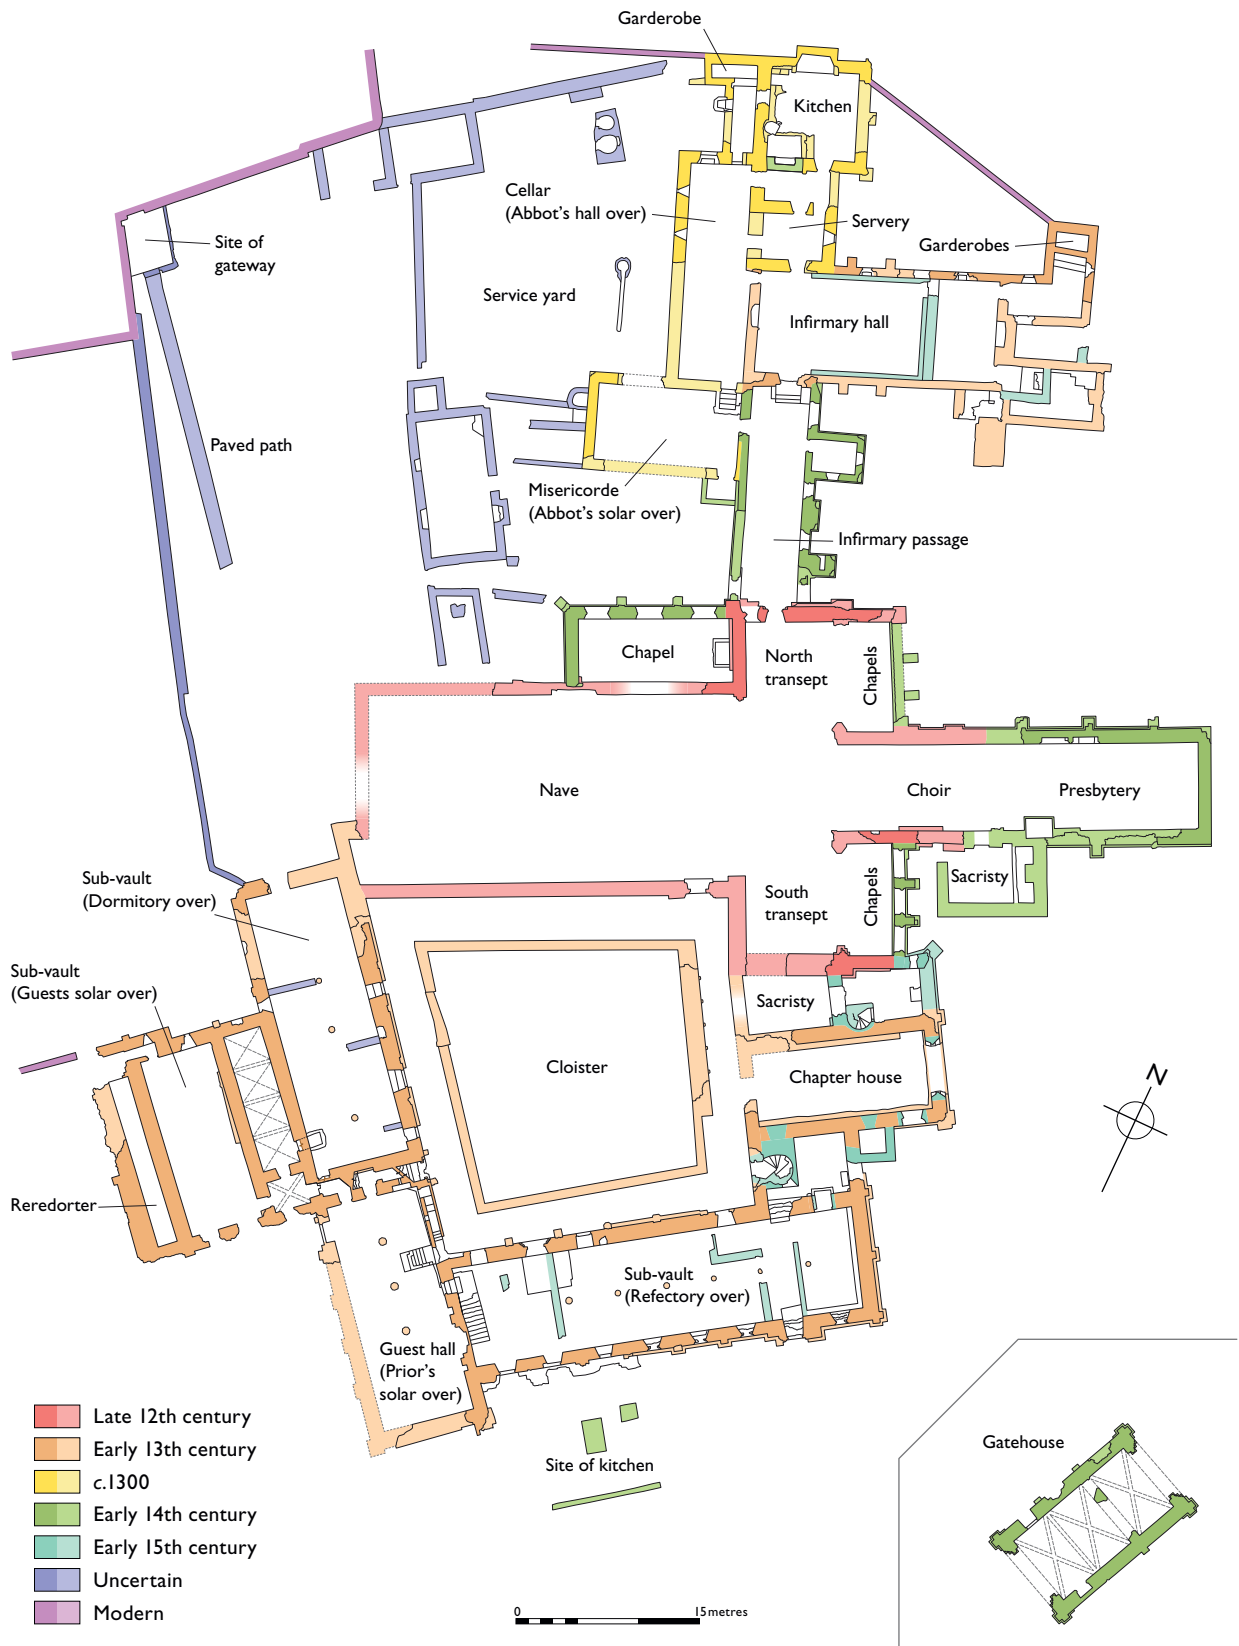 Garderobe
Kitchen
Cellar
(Abbot's hall over)
Servery
Site of
gateway
Garderobes
Service yard
Infirmary hall
Paved path
Misericorde
(Abbot's solar over)
Infirmary passage
Chapel
North
transept
Chapels
Nave
Choir
Presbytery
Sub-vault
(Dormitory over)
South
transept
Chapels
Sacristy
Sub-vault
(Guests solar over)
Sacristy
Cloister
Chapter house
N
Reredorter
Sub-vault
(Refectory over)
Guest hall
(Prior's
solar over)
Late 12th century
Early 13th century
c.1300
Early 14th century
Early 15th century
Uncertain
Modern
Site of kitchen
Gatehouse
0 15metres